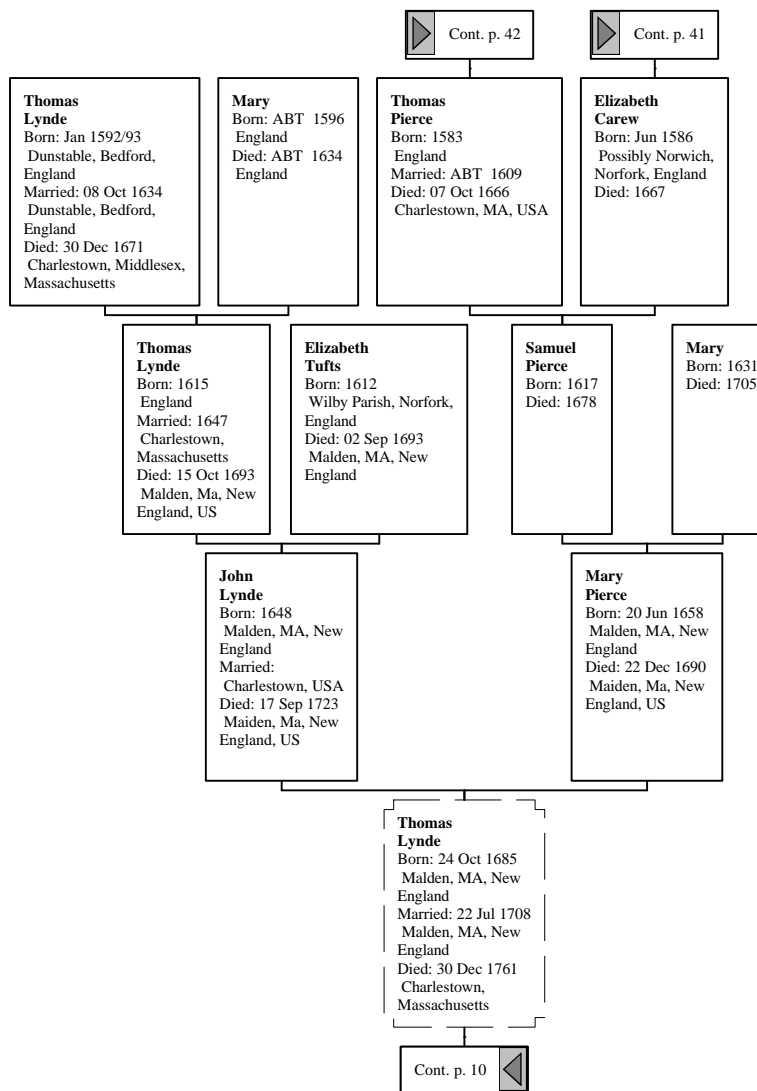 Cont. p. 42
Cont. p. 41
Thomas
Lynde
Born: Jan 1592/93
Dunstable, Bedford,
England
Married: 08 Oct 1634
Dunstable, Bedford,
England
Died: 30 Dec 1671
Charlestown, Middlesex,
Massachusetts
Mary
Born: ABT 1596
England
Died: ABT 1634
England
Thomas
Pierce
Born: 1583
England
Married: ABT 1609
Died: 07 Oct 1666
Charlestown, MA, USA
Elizabeth
Carew
Born: Jun 1586
Possibly Norwich,
Norfork, England
Died: 1667
Thomas
Lynde
Born: 1615
England
Married: 1647
Charlestown,
Massachusetts
Died: 15 Oct 1693
Malden, Ma, New
England, US
Elizabeth
Tufts
Born: 1612
Wilby Parish, Norfork,
England
Died: 02 Sep 1693
Malden, MA, New
England
Samuel
Pierce
Born: 1617
Died: 1678
Mary
Born: 1631
Died: 1705
John
Lynde
Born: 1648
Malden, MA, New
England
Married:
Charlestown, USA
Died: 17 Sep 1723
Maiden, Ma, New
England, US
Mary
Pierce
Born: 20 Jun 1658
Malden, MA, New
England
Died: 22 Dec 1690
Maiden, Ma, New
England, US
Thomas
Lynde
Born: 24 Oct 1685
Malden, MA, New
England
Married: 22 Jul 1708
Malden, MA, New
England
Died: 30 Dec 1761
Charlestown,
Massachusetts
Cont. p. 10